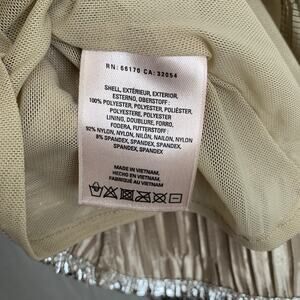 RN: 66170 CA: 32054
SHELL, EXTÉRIEUR, EXTERIOR,
ESTERNO, OBERSTOFF:
100% POLYESTER, POLYESTER, POLIÉSTER,
POLYESTERE, POLYESTER
LINING, DOUBLURE, FORRO,
FODERA, FUTTERSTOFF:
92% NYLON, NYLON, NILÓN, NAILON, NYLON
8% SPANDEX, SPANDEX, SPANDEX,
SPANDEX, SPANDEX
MADE IN VIETNAM
HECHO EN VIETNAM
FABRIQUÉ AU VIETNAM